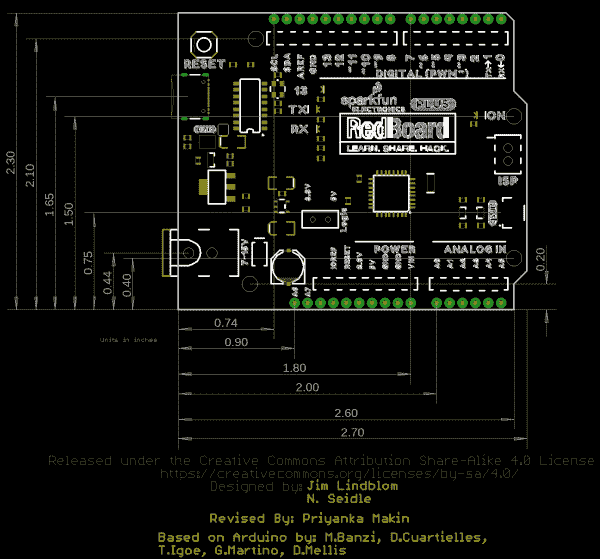 RESET
SCL
SDA
AREF
GND
13
12
~11
~10
~9
8
7
~6
~5
4
~3
2
TX→1
RX←0
DIGITAL (PWM~)
13
TX
RX
sparkfun
ELECTRONICS
RedBoard
LEARN. SHARE. HACK.
ION
ISP
3.3V
5V
Logic
7-15V
POWER
ANALOG IN
IOREF
RESET
3.3V
5V
GND
GND
VIN
A0
A1
A2
A3
A4
A5
A6
A7
2.30
2.10
1.65
1.50
0.75
0.44
0.40
0.20
0.74
0.90
1.80
2.00
2.60
2.70
Units in inches
Released under the Creative Commons Attribution Share-Alike 4.0 License
https://creativecommons.org/licenses/by-sa/4.0/
Designed by: Jim Lindblom
N. Seidle
Revised By: Priyanka Makin
Based on Arduino by: M.Banzi, D.Cuartielles,
T.Igoe, G.Martino, D.Mellis